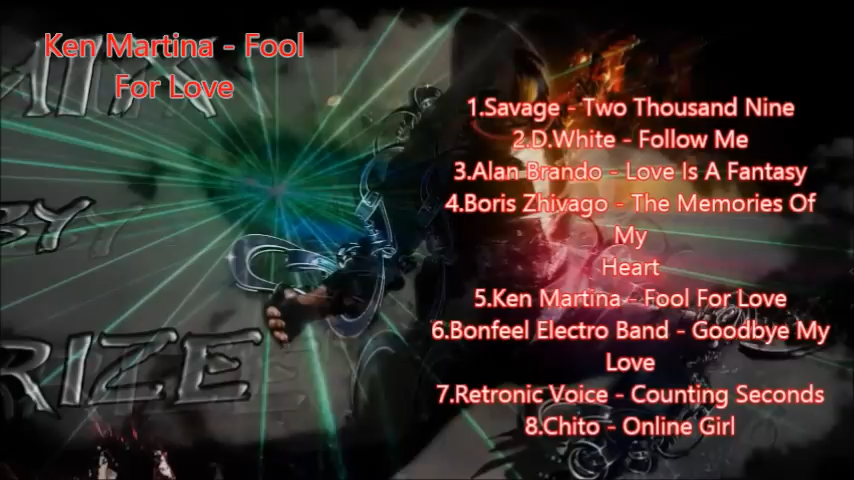 Ken Martina - Fool
For Love
1.Savage - Two Thousand Nine
2.D.White - Follow Me
3.Alan Brando - Love Is A Fantasy
4.Boris Zhivago - The Memories Of
My
Heart
5.Ken Martina - Fool For Love
6.Bonfeel Electro Band - Goodbye My
Love
7.Retronic Voice - Counting Seconds
8.Chito - Online Girl
BY
RIZE